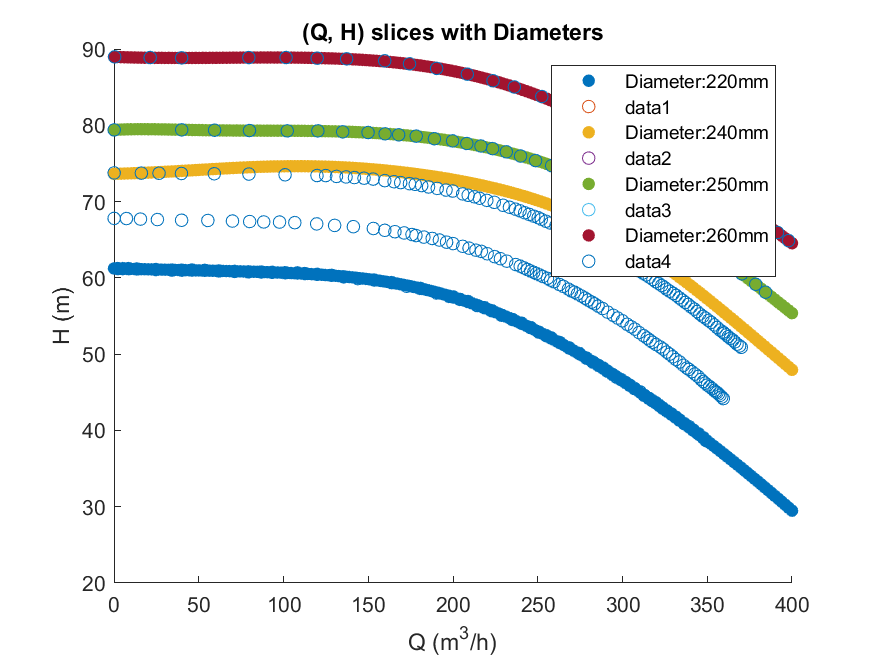 (Q, H) slices with Diameters
90
80
70
60
50
40
30
20
H (m)
Diameter:220mm
data1
Diameter:240mm
data2
Diameter:250mm
data3
Diameter:260mm
data4
0 50 100 150 200 250 300 350 400
Q (m³/h)